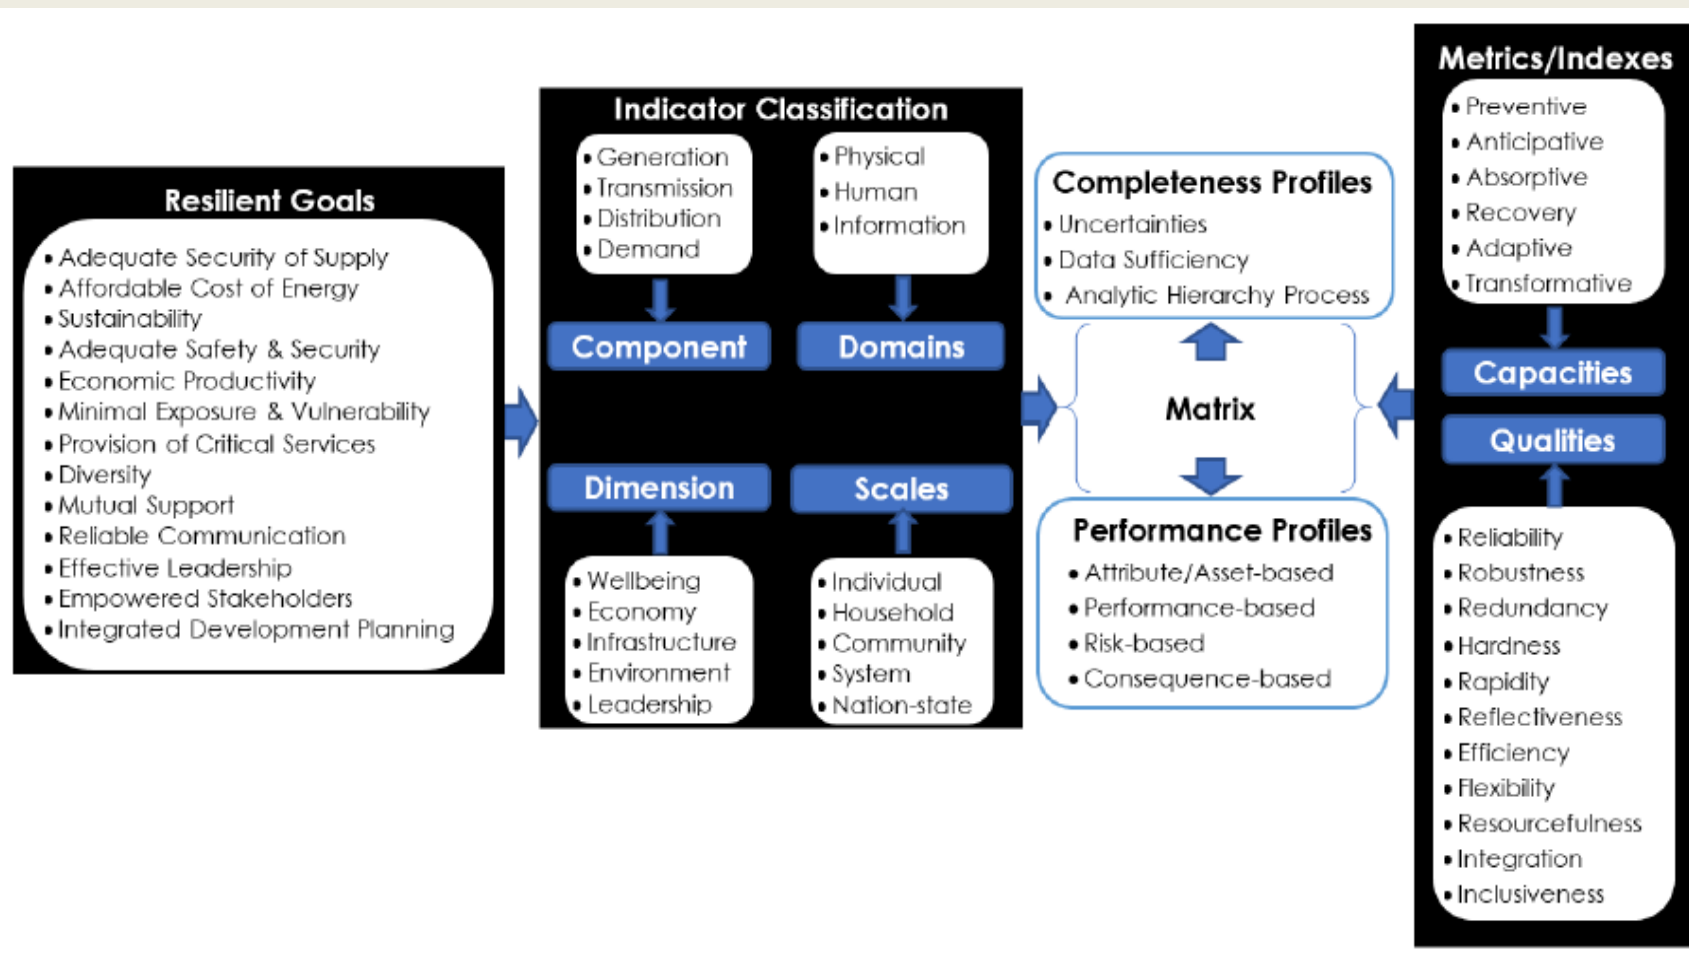 Resilient Goals
• Adequate Security of Supply
• Affordable Cost of Energy
• Sustainability
• Adequate Safety & Security
• Economic Productivity
• Minimal Exposure & Vulnerability
• Provision of Critical Services
• Diversity
• Mutual Support
• Reliable Communication
• Effective Leadership
• Empowered Stakeholders
• Integrated Development Planning
Indicator Classification
• Generation
• Transmission
• Distribution
• Demand
Component
• Physical
• Human
• Information
Domains
Dimension
• Wellbeing
• Economy
• Infrastructure
• Environment
• Leadership
Scales
• Individual
• Household
• Community
• System
• Nation-state
Completeness Profiles
• Uncertainties
• Data Sufficiency
• Analytic Hierarchy Process
Matrix
Performance Profiles
• Attribute/Asset-based
• Performance-based
• Risk-based
• Consequence-based
Metrics/Indexes
• Preventive
• Anticipative
• Absorptive
• Recovery
• Adaptive
• Transformative
Capacities
Qualities
• Reliability
• Robustness
• Redundancy
• Hardness
• Rapidity
• Reflectiveness
• Efficiency
• Flexibility
• Resourcefulness
• Integration
• Inclusiveness